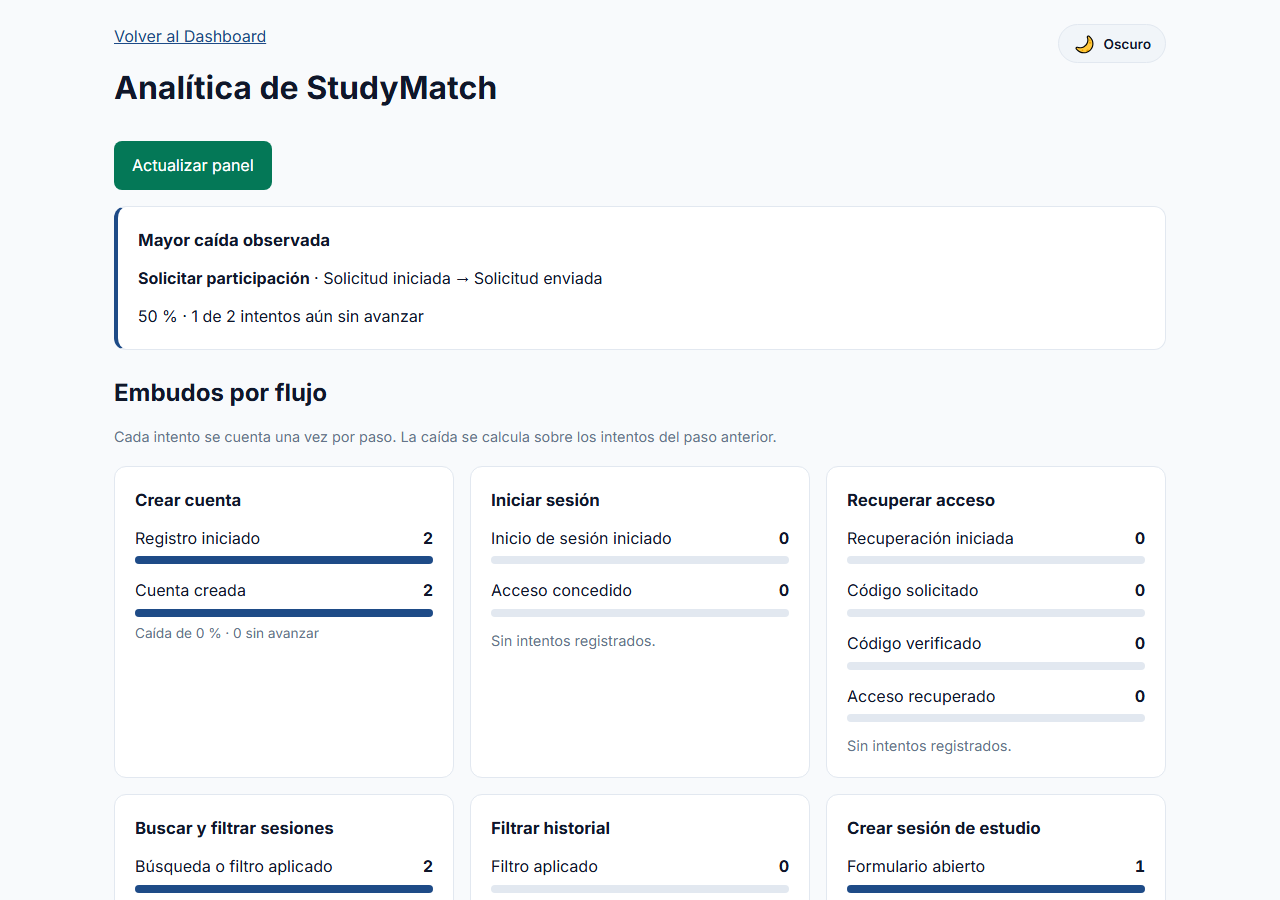 Volver al Dashboard
Oscuro
Analítica de StudyMatch
Actualizar panel
Mayor caída observada
Solicitar participación · Solicitud iniciada → Solicitud enviada
50 % · 1 de 2 intentos aún sin avanzar
Embudos por flujo
Cada intento se cuenta una vez por paso. La caída se calcula sobre los intentos del paso anterior.
Crear cuenta
Registro iniciado 2
Cuenta creada 2
Caída de 0 % · 0 sin avanzar
Iniciar sesión
Inicio de sesión iniciado 0
Acceso concedido 0
Sin intentos registrados.
Recuperar acceso
Recuperación iniciada 0
Código solicitado 0
Código verificado 0
Acceso recuperado 0
Sin intentos registrados.
Buscar y filtrar sesiones
Búsqueda o filtro aplicado 2
Filtrar historial
Filtro aplicado 0
Crear sesión de estudio
Formulario abierto 1